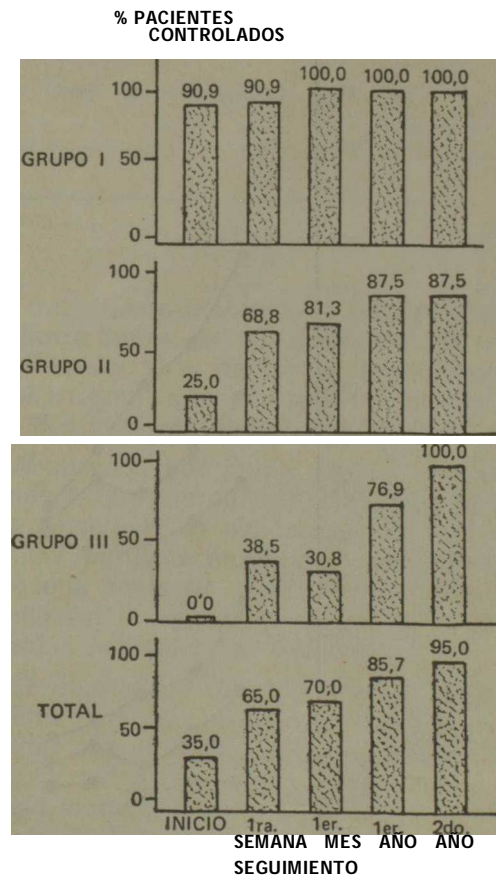 % PACIENTES
CONTROLADOS
90,9 90,9 100,0 100,0 100,0
100
GRUPO I 50
0
100
87,5 87,5
81,3
68,8
50
GRUPO II
25,0
0
100,0
100
76,9
GRUPO III 50
38,5 30,8
0'0
0
95,0
100
85,7
70,0
65,0
TOTAL
50
35,0
0
INICIO 1ra. 1er. 1er. 2do.
SEMANA MES AÑO AÑO
SEGUIMIENTO